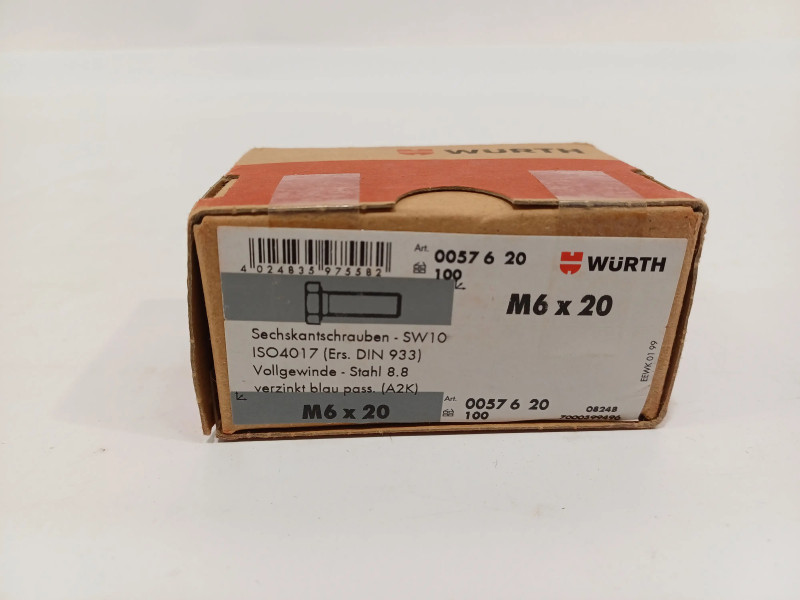 WÜRTH
4 024835 975582
Art. 0057 6 20
100
WÜRTH
M6 x 20
Sechskantschrauben - SW10
ISO4017 (Ers. DIN 933)
Vollgewinde - Stahl 8.8
verzinkt blau pass. (A2K)
EEWK 01 99
M6 x 20
Art. 0057 6 20
100
08248
7000399496